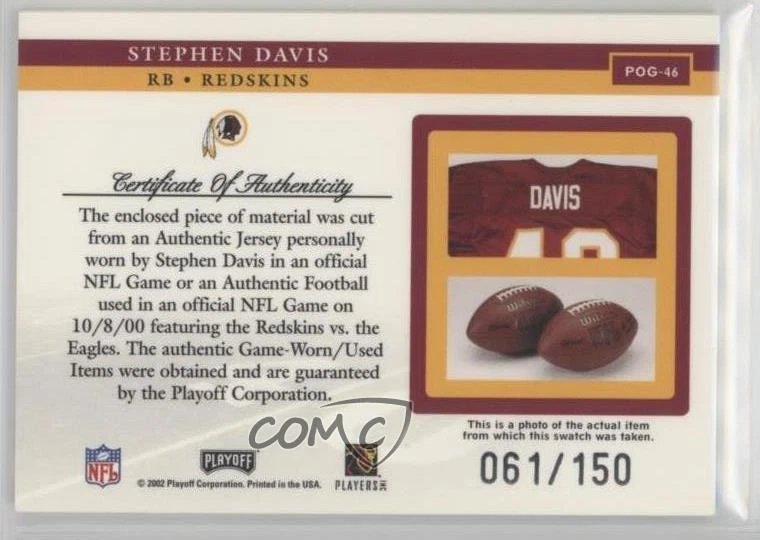 STEPHEN DAVIS
RB • REDSKINS
POG-46
Certificate Of Authenticity
The enclosed piece of material was cut
from an Authentic Jersey personally
worn by Stephen Davis in an official
NFL Game or an Authentic Football
used in an official NFL Game on
10/8/00 featuring the Redskins vs. the
Eagles. The authentic Game-Worn/Used
Items were obtained and are guaranteed
by the Playoff Corporation.
DAVIS
Wilson
This is a photo of the actual item
from which this swatch was taken.
061/150
COMC
NFL
PLAYOFF
PLAYERS INC
© 2002 Playoff Corporation. Printed in the USA.